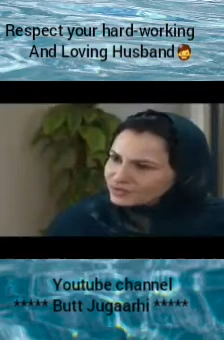 Respect your hard-working
And Loving Husband🧔
Youtube channel
***** Butt Jugaarhi *****